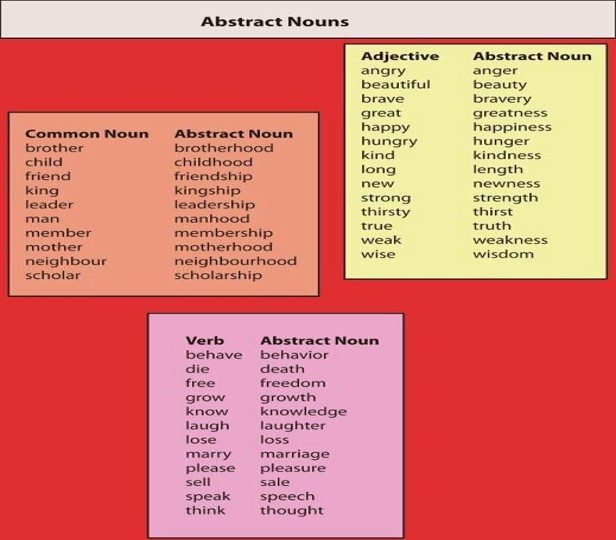 Abstract Nouns
Adjective Abstract Noun
angry anger
beautiful beauty
brave bravery
great greatness
happy happiness
hungry hunger
kind kindness
long length
new newness
strong strength
thirsty thirst
true truth
weak weakness
wise wisdom
Common Noun Abstract Noun
brother brotherhood
child childhood
friend friendship
king kingship
leader leadership
man manhood
member membership
mother motherhood
neighbour neighbourhood
scholar scholarship
Verb Abstract Noun
behave behavior
die death
free freedom
grow growth
know knowledge
laugh laughter
lose loss
marry marriage
please pleasure
sell sale
speak speech
think thought